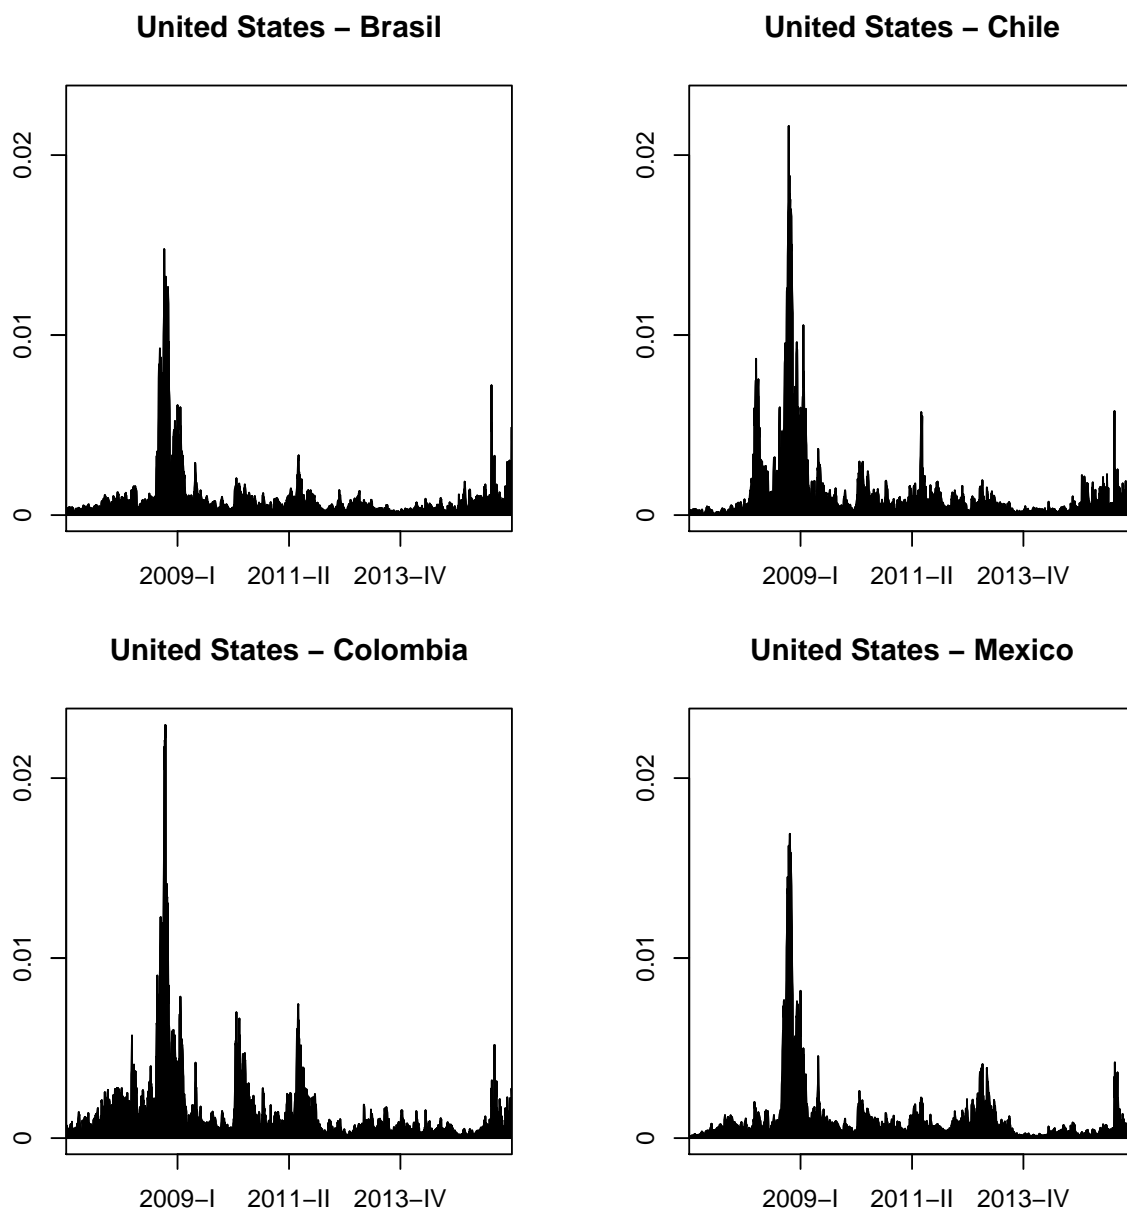 United States – Brasil
0.02
0.01
0
2009–I 2011–II 2013–IV
United States – Chile
0.02
0.01
0
2009–I 2011–II 2013–IV
United States – Colombia
0.02
0.01
0
2009–I 2011–II 2013–IV
United States – Mexico
0.02
0.01
0
2009–I 2011–II 2013–IV